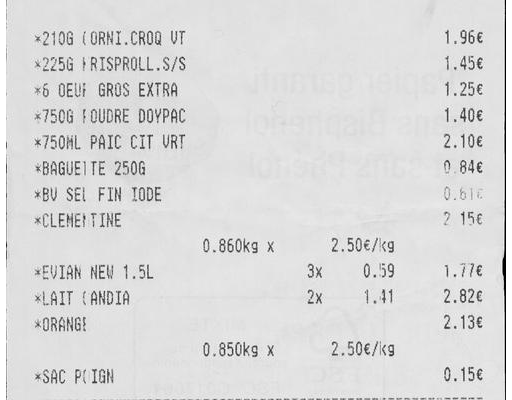 *210G CORNI.CROQ VT 1.96€
*225G KRISPROLL.S/S 1.45€
*6 OEUF GROS EXTRA 1.25€
*750G POUDRE DOYPAC 1.40€
*750ML PAIC CIT VRT 2.10€
*BAGUETTE 250G 0.84€
*BV SEL FIN IODE 0.61€
*CLEMENTINE 2.15€
0.860kg x 2.50€/kg
*EVIAN NEW 1.5L 3x 0.59 1.77€
*LAIT CANDIA 2x 1.41 2.82€
*ORANGE 2.13€
0.850kg x 2.50€/kg
*SAC POIGN 0.15€
Papier garanti
sans Bisphénol
et sans Phénol